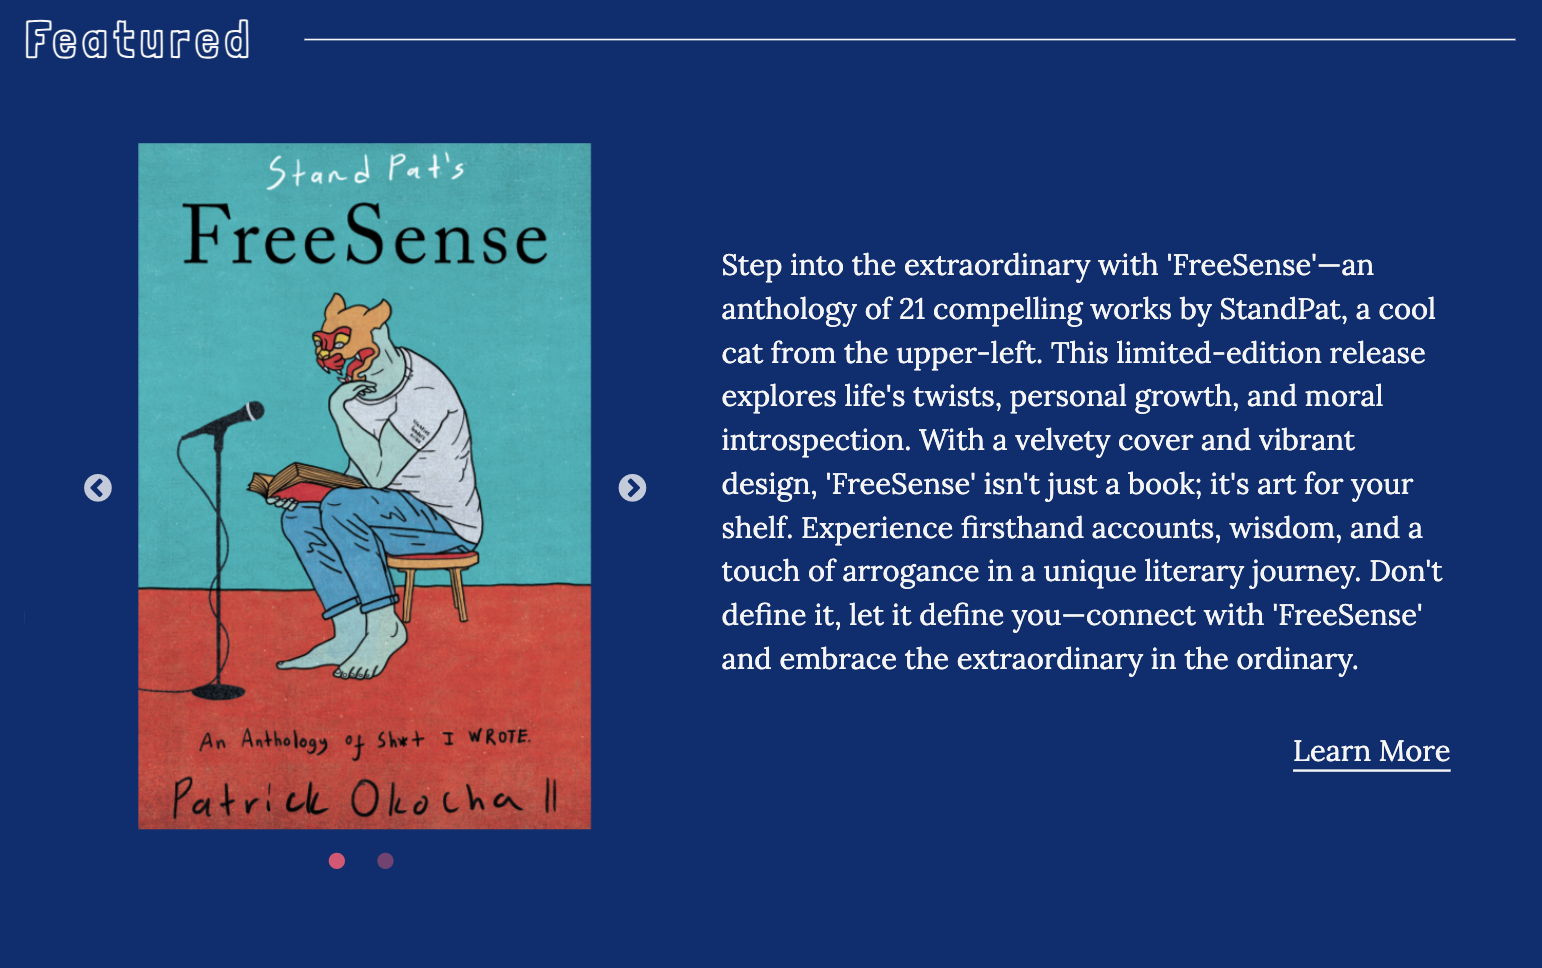 Featured
Stand Pat's
FreeSense
An Anthology of Sh*t I WROTE.
Patrick Okocha II
Step into the extraordinary with 'FreeSense'—an
anthology of 21 compelling works by StandPat, a cool
cat from the upper-left. This limited-edition release
explores life's twists, personal growth, and moral
introspection. With a velvety cover and vibrant
design, 'FreeSense' isn't just a book; it's art for your
shelf. Experience firsthand accounts, wisdom, and a
touch of arrogance in a unique literary journey. Don't
define it, let it define you—connect with 'FreeSense'
and embrace the extraordinary in the ordinary.
Learn More